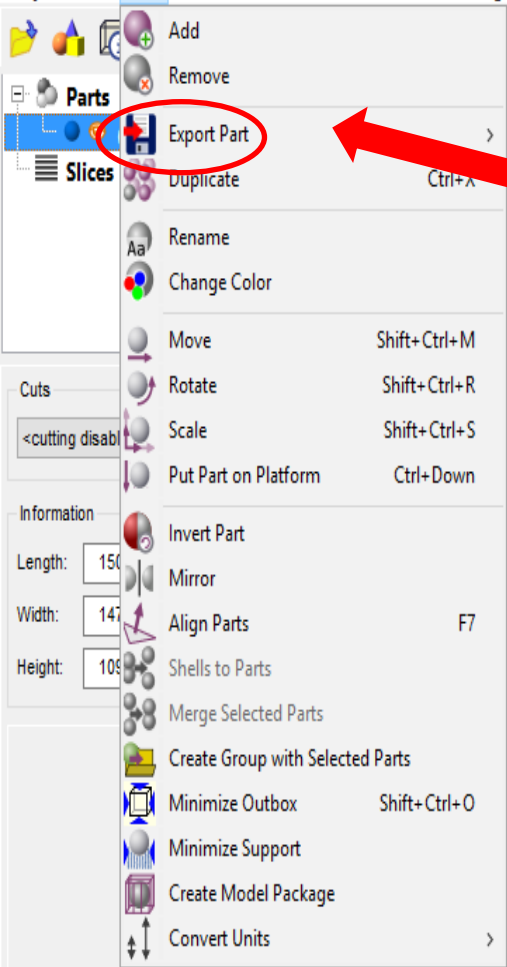 Add
Remove
Parts
Export Part
Slices
Duplicate Ctrl+X
Aa
Rename
Change Color
Move Shift+Ctrl+M
Cuts
Rotate Shift+Ctrl+R
<cutting disabl
Scale Shift+Ctrl+S
Put Part on Platform Ctrl+Down
Information
Invert Part
Length: 150
Mirror
Width: 147
Align Parts F7
Height: 109
Shells to Parts
Merge Selected Parts
Create Group with Selected Parts
Minimize Outbox Shift+Ctrl+O
Minimize Support
Create Model Package
Convert Units